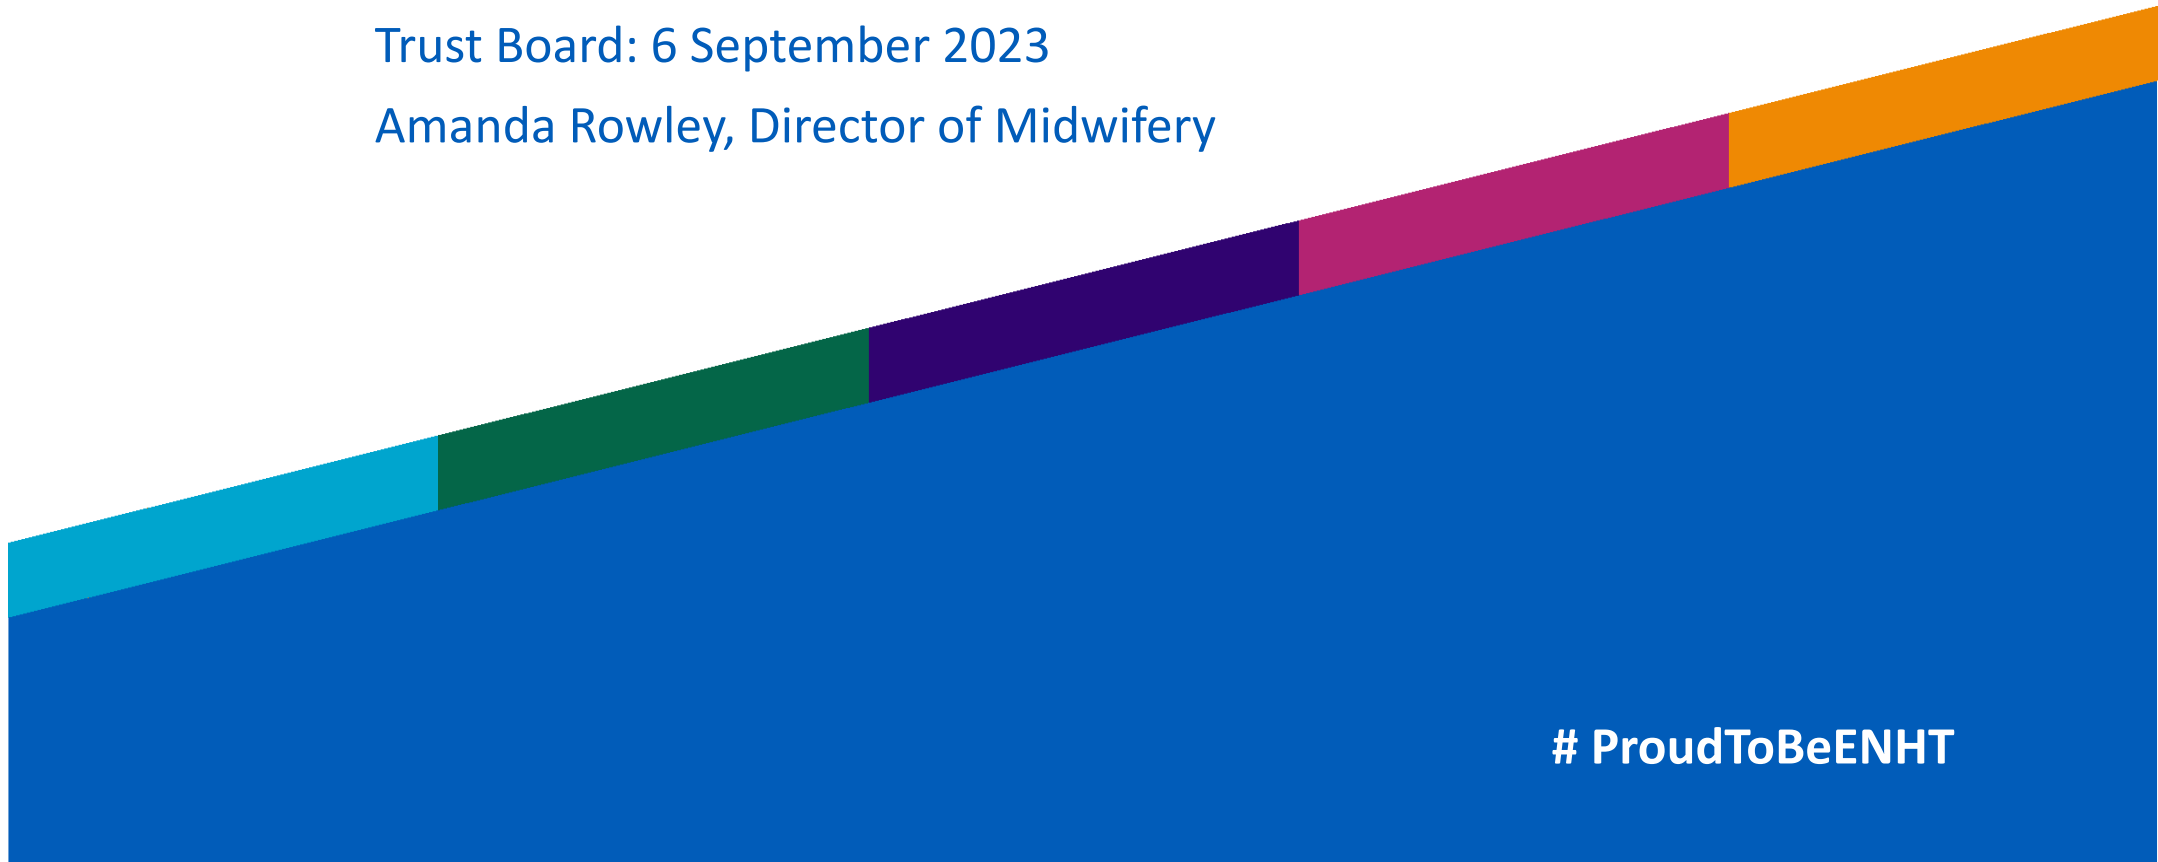 Trust Board: 6 September 2023
Amanda Rowley, Director of Midwifery
# ProudToBeENHT